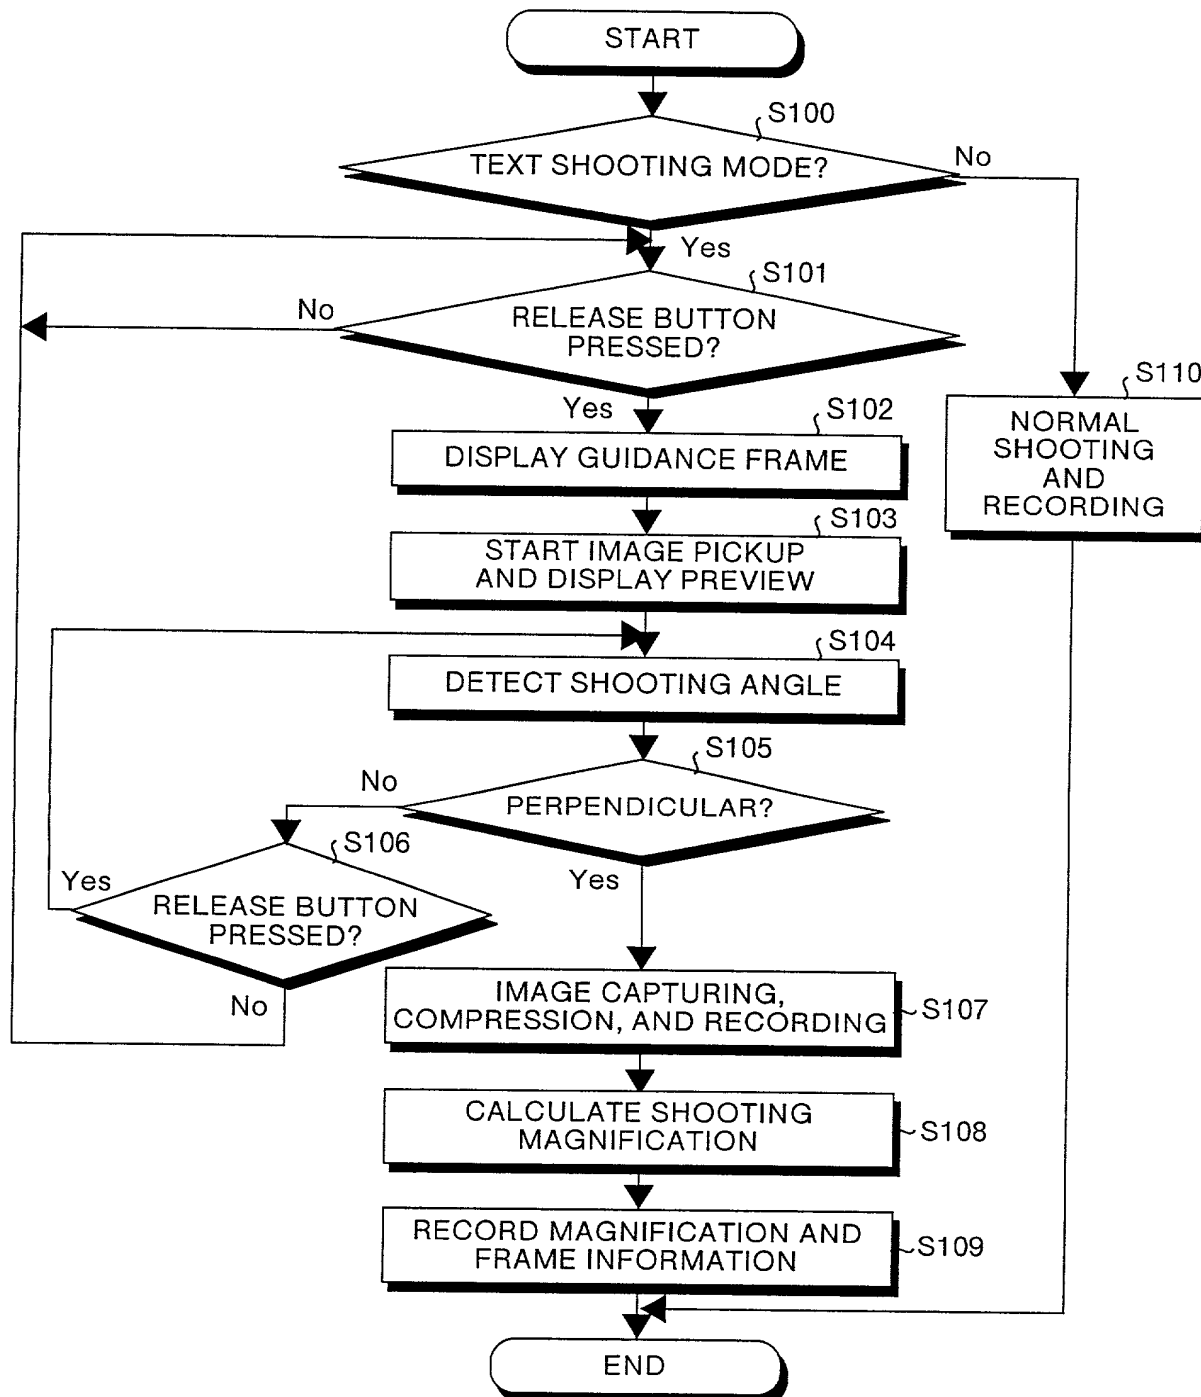 START
S100
TEXT SHOOTING MODE?
No
Yes
S101
No
RELEASE BUTTON
PRESSED?
Yes
S110
NORMAL
SHOOTING
AND
RECORDING
S102
DISPLAY GUIDANCE FRAME
S103
START IMAGE PICKUP
AND DISPLAY PREVIEW
S104
DETECT SHOOTING ANGLE
S105
No
PERPENDICULAR?
S106
Yes
Yes
RELEASE BUTTON
PRESSED?
No
IMAGE CAPTURING,
COMPRESSION, AND RECORDING
S107
CALCULATE SHOOTING
MAGNIFICATION
S108
RECORD MAGNIFICATION AND
FRAME INFORMATION
S109
END